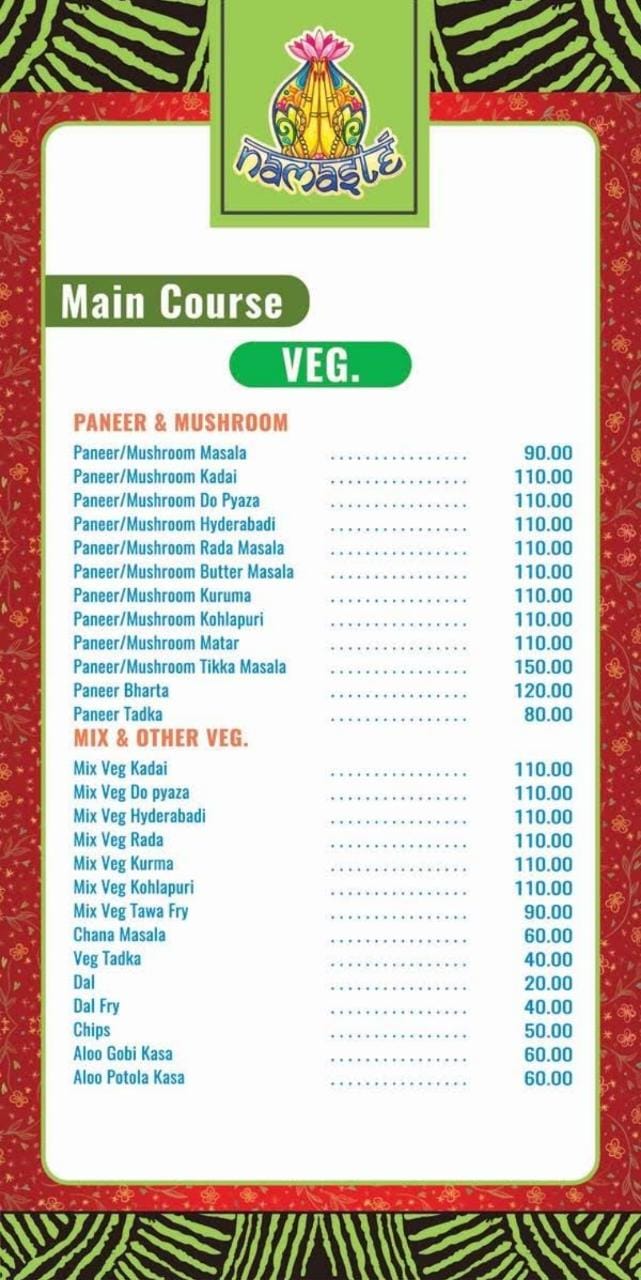 namasté
Main Course
VEG.
PANEER & MUSHROOM
Paneer/Mushroom Masala ................ 90.00
Paneer/Mushroom Kadai ................ 110.00
Paneer/Mushroom Do Pyaza ................ 110.00
Paneer/Mushroom Hyderabadi ................ 110.00
Paneer/Mushroom Rada Masala ................ 110.00
Paneer/Mushroom Butter Masala ................ 110.00
Paneer/Mushroom Kuruma ................ 110.00
Paneer/Mushroom Kohlapuri ................ 110.00
Paneer/Mushroom Matar ................ 110.00
Paneer/Mushroom Tikka Masala ................ 150.00
Paneer Bharta ................ 120.00
Paneer Tadka ................ 80.00
MIX & OTHER VEG.
Mix Veg Kadai ................ 110.00
Mix Veg Do pyaza ................ 110.00
Mix Veg Hyderabadi ................ 110.00
Mix Veg Rada ................ 110.00
Mix Veg Kurma ................ 110.00
Mix Veg Kohlapuri ................ 110.00
Mix Veg Tawa Fry ................ 90.00
Chana Masala ................ 60.00
Veg Tadka ................ 40.00
Dal ................ 20.00
Dal Fry ................ 40.00
Chips ................ 50.00
Aloo Gobi Kasa ................ 60.00
Aloo Potola Kasa ................ 60.00